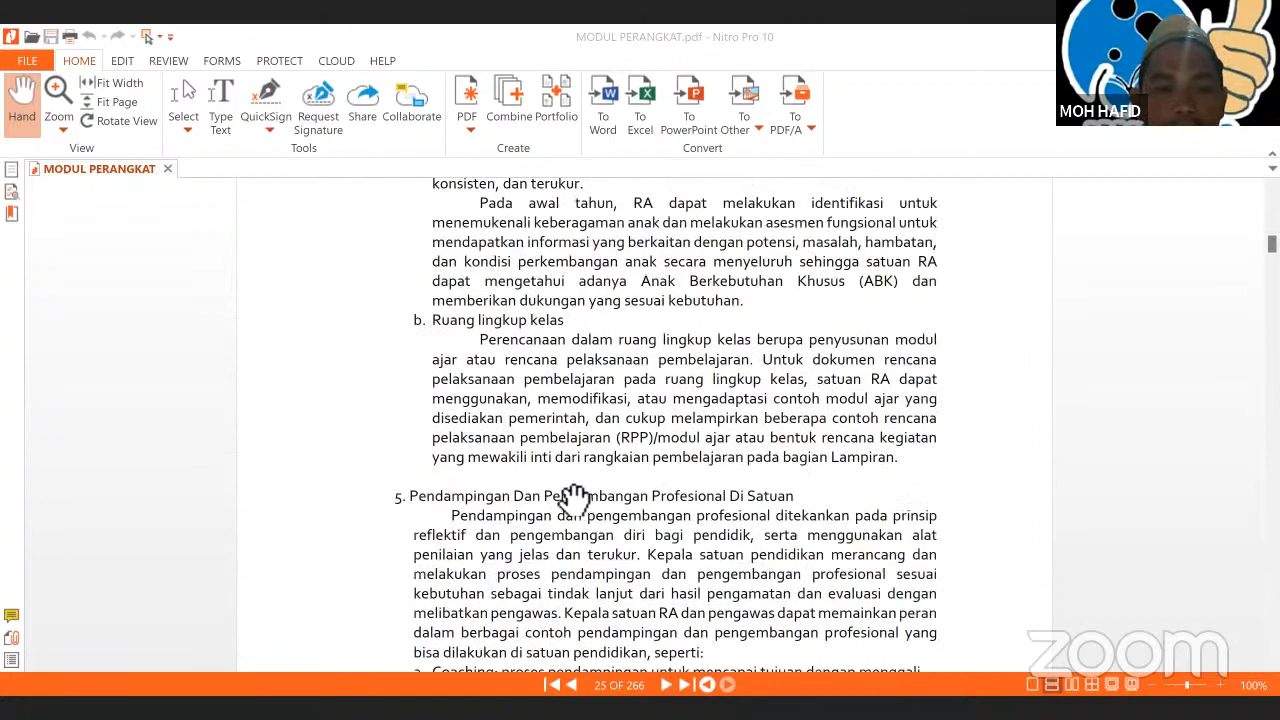 MODUL PERANGKAT.pdf - Nitro Pro 10
FILE HOME EDIT REVIEW FORMS PROTECT CLOUD HELP
Hand
Zoom
Fit Width
Fit Page
Rotate View
View
Select
Type Text
QuickSign
Request Signature
Share
Collaborate
Tools
PDF
Combine
Portfolio
Create
To Word
To Excel
To PowerPoint
To Other
To PDF/A
Convert
MOH HAFID
MODUL PERANGKAT
konsisten, dan terukur.
Pada awal tahun, RA dapat melakukan identifikasi untuk
menemukenali keberagaman anak dan melakukan asesmen fungsional untuk
mendapatkan informasi yang berkaitan dengan potensi, masalah, hambatan,
dan kondisi perkembangan anak secara menyeluruh sehingga satuan RA
dapat mengetahui adanya Anak Berkebutuhan Khusus (ABK) dan
memberikan dukungan yang sesuai kebutuhan.
b. Ruang lingkup kelas
Perencanaan dalam ruang lingkup kelas berupa penyusunan modul
ajar atau rencana pelaksanaan pembelajaran. Untuk dokumen rencana
pelaksanaan pembelajaran pada ruang lingkup kelas, satuan RA dapat
menggunakan, memodifikasi, atau mengadaptasi contoh modul ajar yang
disediakan pemerintah, dan cukup melampirkan beberapa contoh rencana
pelaksanaan pembelajaran (RPP)/modul ajar atau bentuk rencana kegiatan
yang mewakili inti dari rangkaian pembelajaran pada bagian Lampiran.
5. Pendampingan Dan Pengembangan Profesional Di Satuan
Pendampingan dan pengembangan profesional ditekankan pada prinsip
reflektif dan pengembangan diri bagi pendidik, serta menggunakan alat
penilaian yang jelas dan terukur. Kepala satuan pendidikan merancang dan
melakukan proses pendampingan dan pengembangan profesional sesuai
kebutuhan sebagai tindak lanjut dari hasil pengamatan dan evaluasi dengan
melibatkan pengawas. Kepala satuan RA dan pengawas dapat memainkan peran
dalam berbagai contoh pendampingan dan pengembangan profesional yang
bisa dilakukan di satuan pendidikan, seperti:
a. Coaching: proses pendampingan untuk mencapai tujuan dengan menggali
zoom
25 OF 266
100%